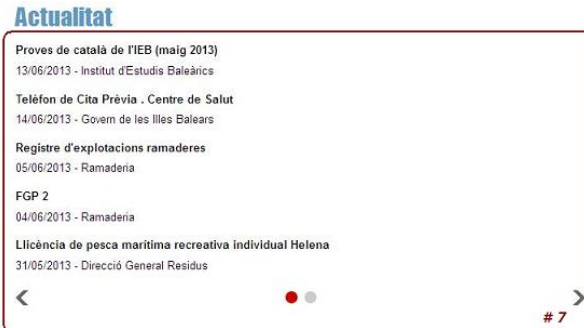 Actualitat
Proves de català de l'IEB (maig 2013)
13/06/2013 - Institut d'Estudis Baleàrics
Telèfon de Cita Prèvia . Centre de Salut
14/06/2013 - Govern de les Illes Balears
Registre d'explotacions ramaderes
05/06/2013 - Ramaderia
FGP 2
04/06/2013 - Ramaderia
Llicència de pesca marítima recreativa individual Helena
31/05/2013 - Direcció General Residus
# 7